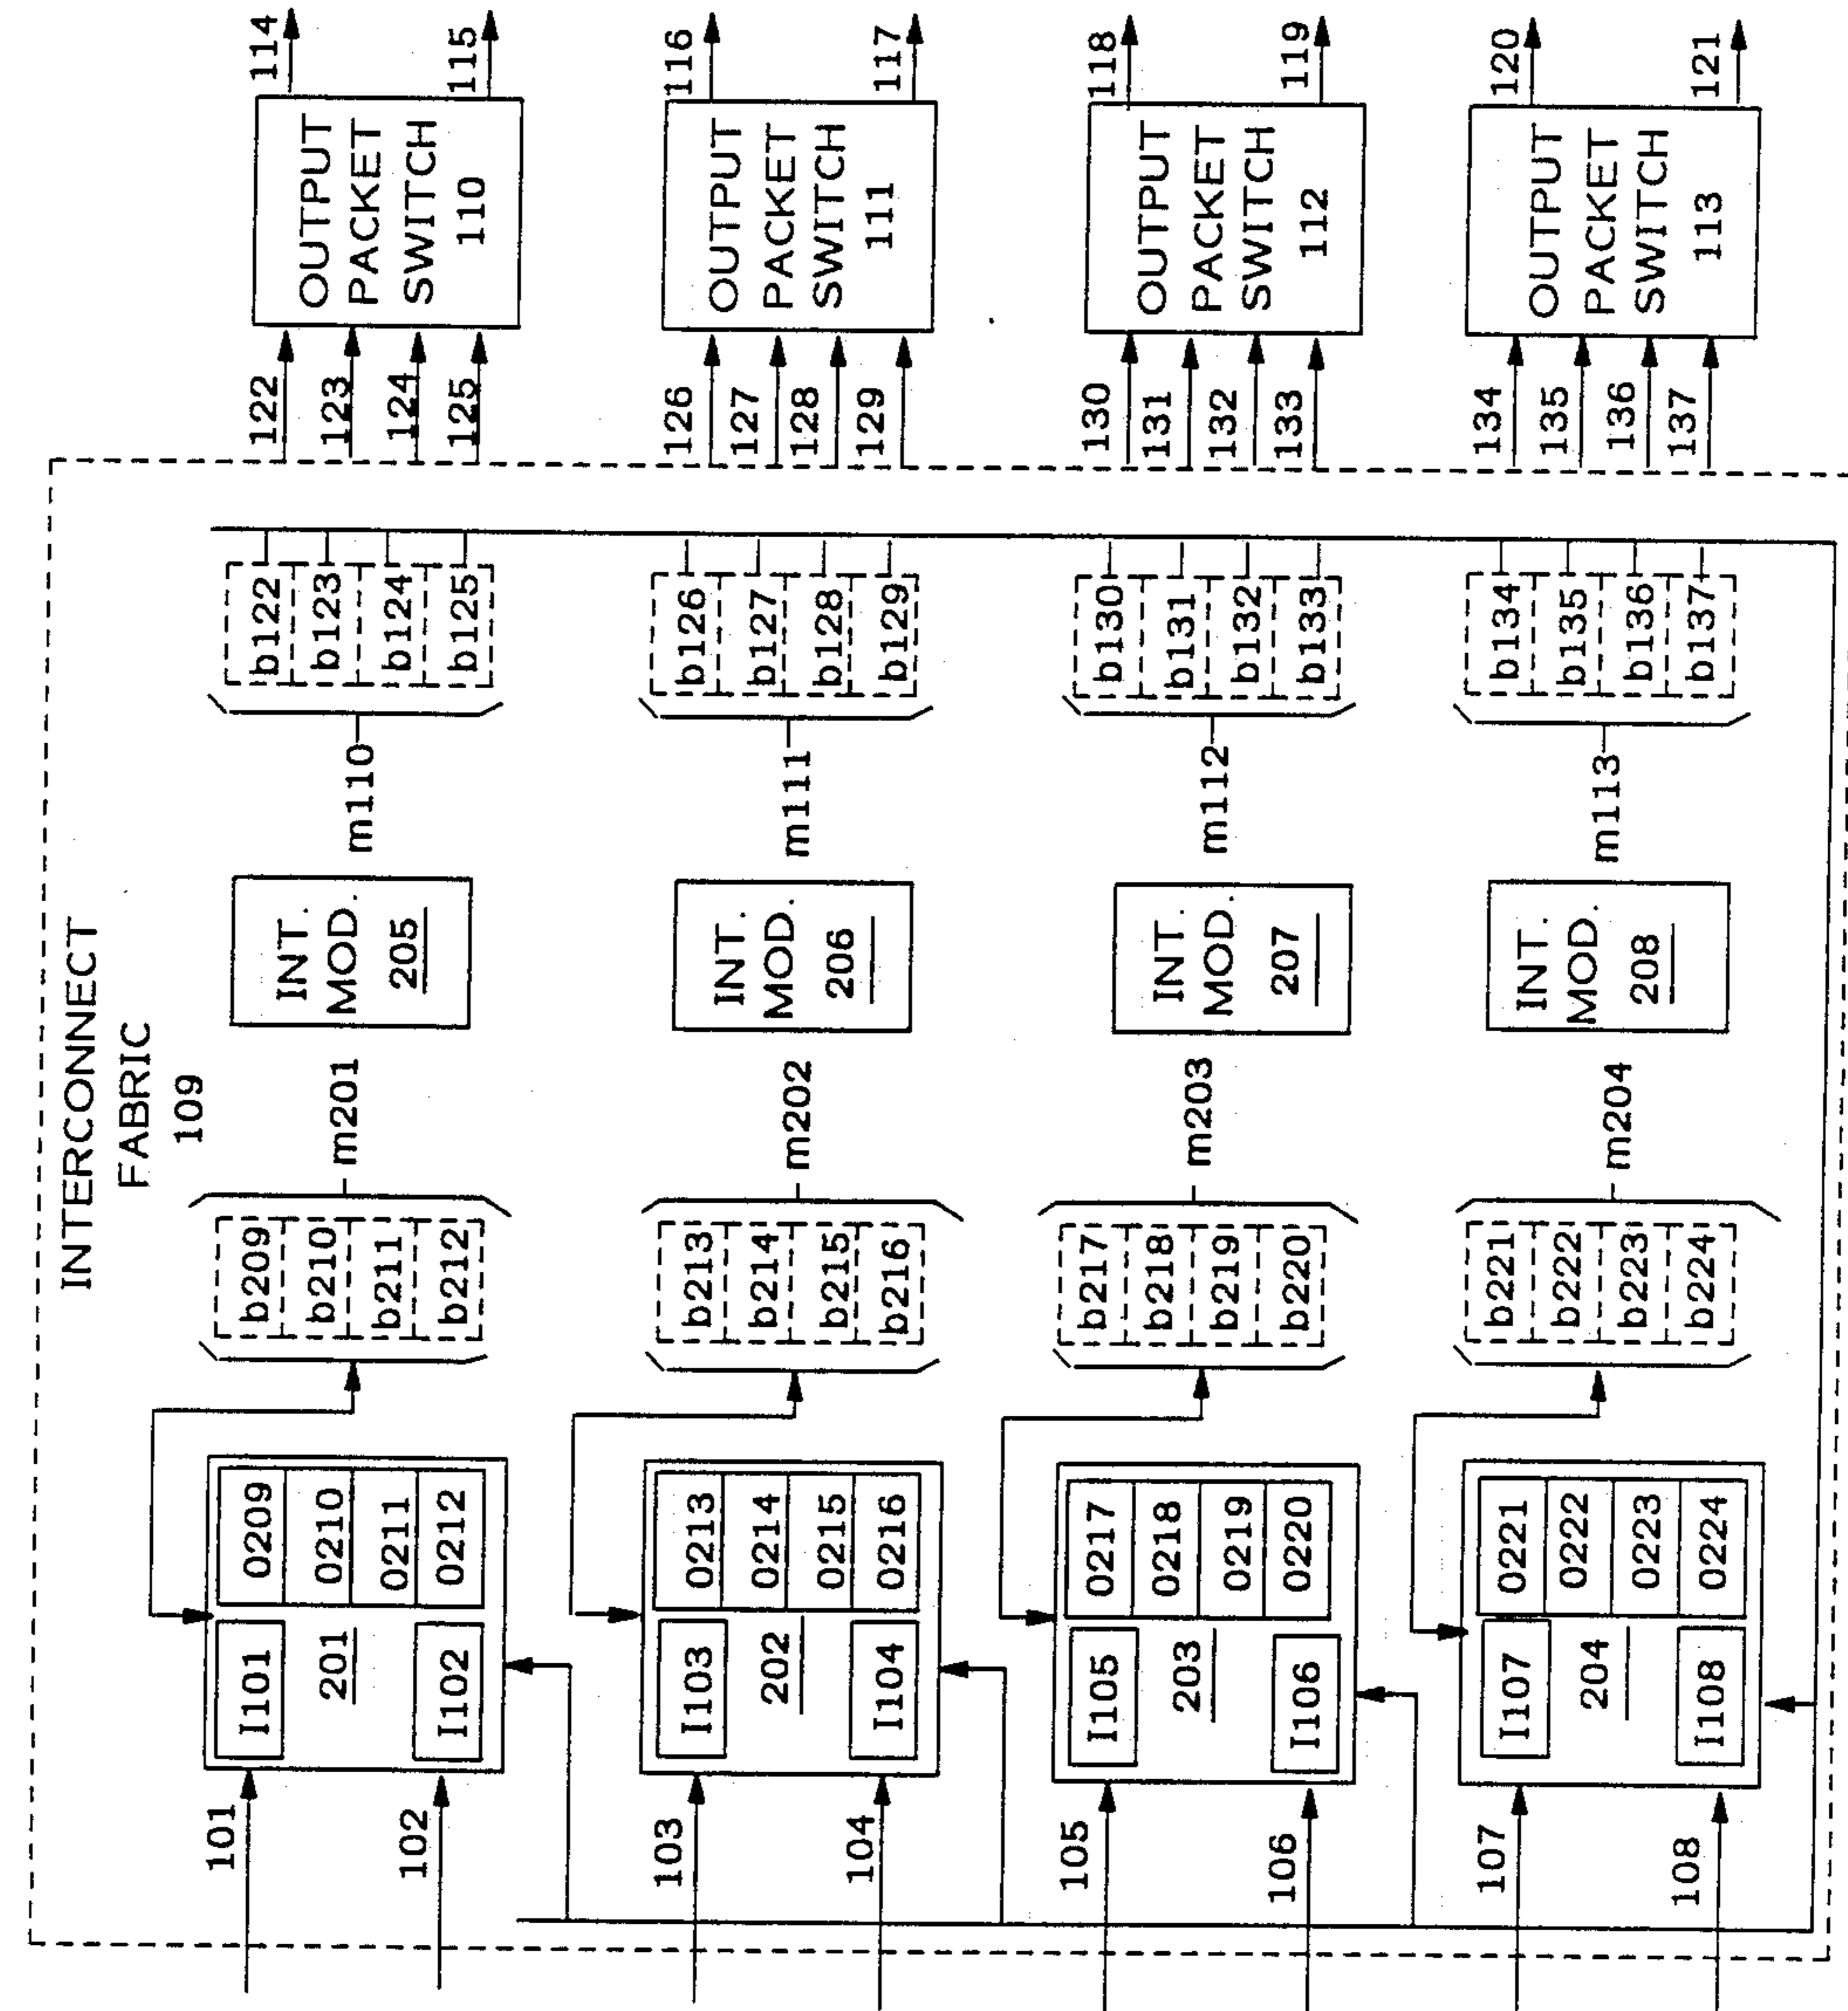 INTERCONNECT
FABRIC
109
101
102
I101
201
I102
0209
0210
0211
0212
b209
b210
b211
b212
m201
INT.
MOD.
205
m110
b122
b123
b124
b125
122
123
124
125
OUTPUT
PACKET
SWITCH
110
114
115
103
104
I103
202
I104
0213
0214
0215
0216
b213
b214
b215
b216
m202
INT.
MOD.
206
m111
b126
b127
b128
b129
126
127
128
129
OUTPUT
PACKET
SWITCH
111
116
117
105
106
I105
203
I106
0217
0218
0219
0220
b217
b218
b219
b220
m203
INT.
MOD.
207
m112
b130
b131
b132
b133
130
131
132
133
OUTPUT
PACKET
SWITCH
112
118
119
107
108
I107
204
I108
0221
0222
0223
0224
b221
b222
b223
b224
m204
INT.
MOD.
208
m113
b134
b135
b136
b137
134
135
136
137
OUTPUT
PACKET
SWITCH
113
120
121